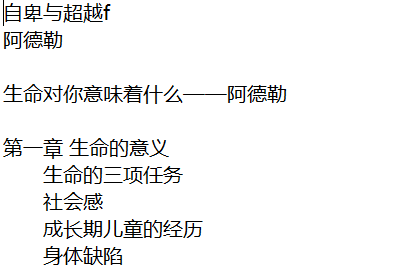 自卑与超越f
阿德勒
生命对你意味着什么——阿德勒
第一章 生命的意义
生命的三项任务
社会感
成长期儿童的经历
身体缺陷